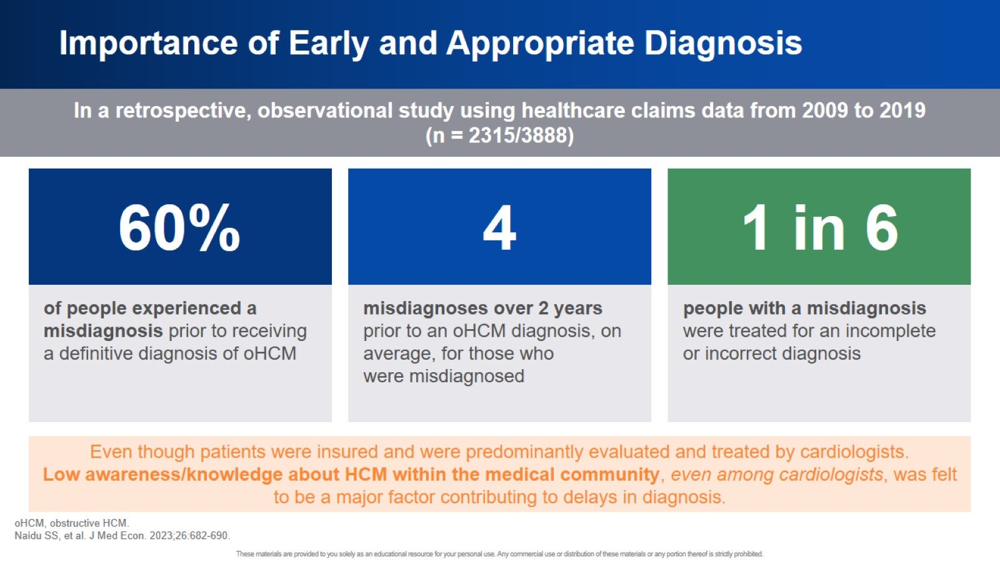 Importance of Early and Appropriate Diagnosis
In a retrospective, observational study using healthcare claims data from 2009 to 2019
(n = 2315/3888)
60%
of people experienced a
misdiagnosis prior to receiving
a definitive diagnosis of oHCM
4
misdiagnoses over 2 years
prior to an oHCM diagnosis, on
average, for those who
were misdiagnosed
1 in 6
people with a misdiagnosis
were treated for an incomplete
or incorrect diagnosis
Even though patients were insured and were predominantly evaluated and treated by cardiologists.
Low awareness/knowledge about HCM within the medical community, even among cardiologists, was felt
to be a major factor contributing to delays in diagnosis.
oHCM, obstructive HCM.
Naidu SS, et al. J Med Econ. 2023;26:682-690.
These materials are provided to you solely as an educational resource for your personal use. Any commercial use or distribution of these materials or any portion thereof is strictly prohibited.